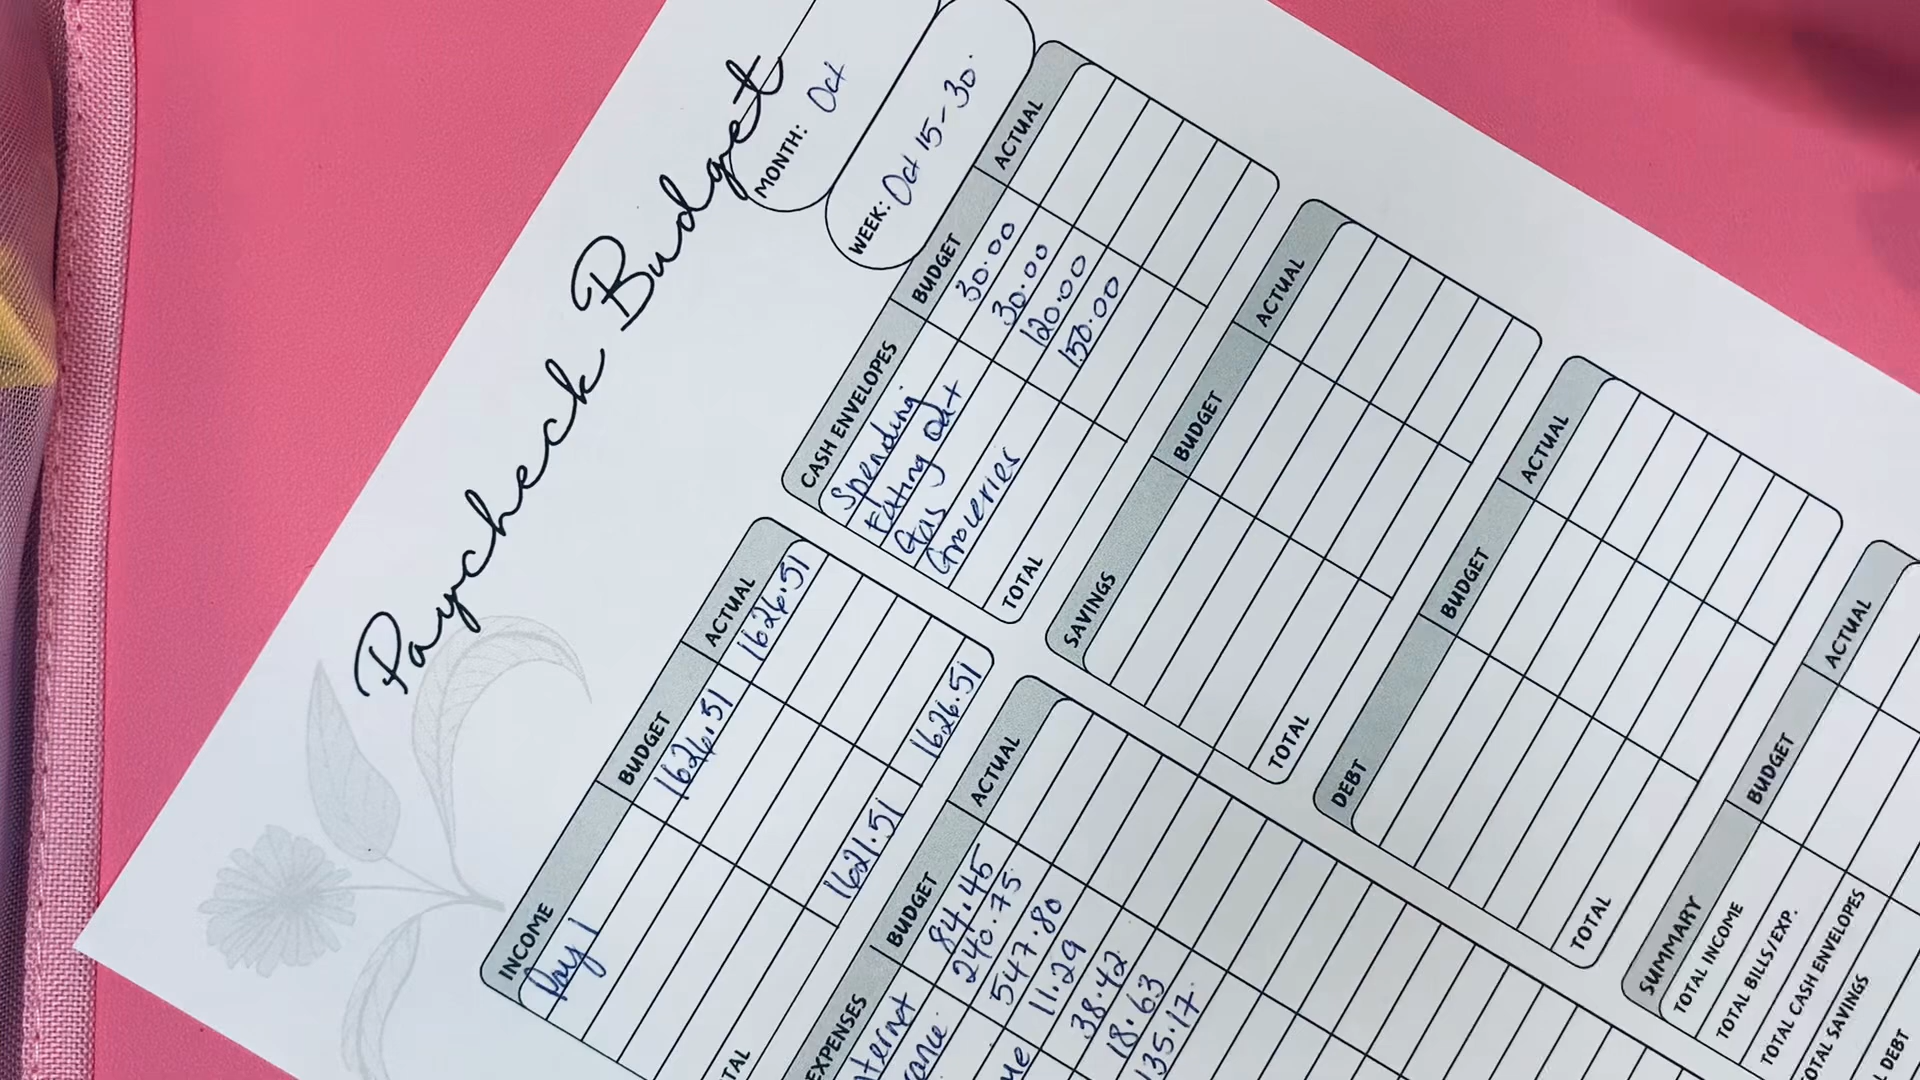 Paycheck Budget
MONTH: Oct
WEEK: Oct 15-30.
INCOME BUDGET ACTUAL
Pay 1 1626.51 1626.51
1621.51 1626.51
CASH ENVELOPES BUDGET ACTUAL
Spending 30.00
Eating Out 30.00
Gas 120.00
Groceries 150.00
TOTAL
EXPENSES BUDGET ACTUAL
84.45
240.75
547.80
11.29
38.42
18.63
135.17
SAVINGS BUDGET ACTUAL
TOTAL
DEBT BUDGET ACTUAL
TOTAL
SUMMARY BUDGET ACTUAL
TOTAL INCOME
TOTAL BILLS/EXP.
TOTAL CASH ENVELOPES
SAVINGS
DEBT